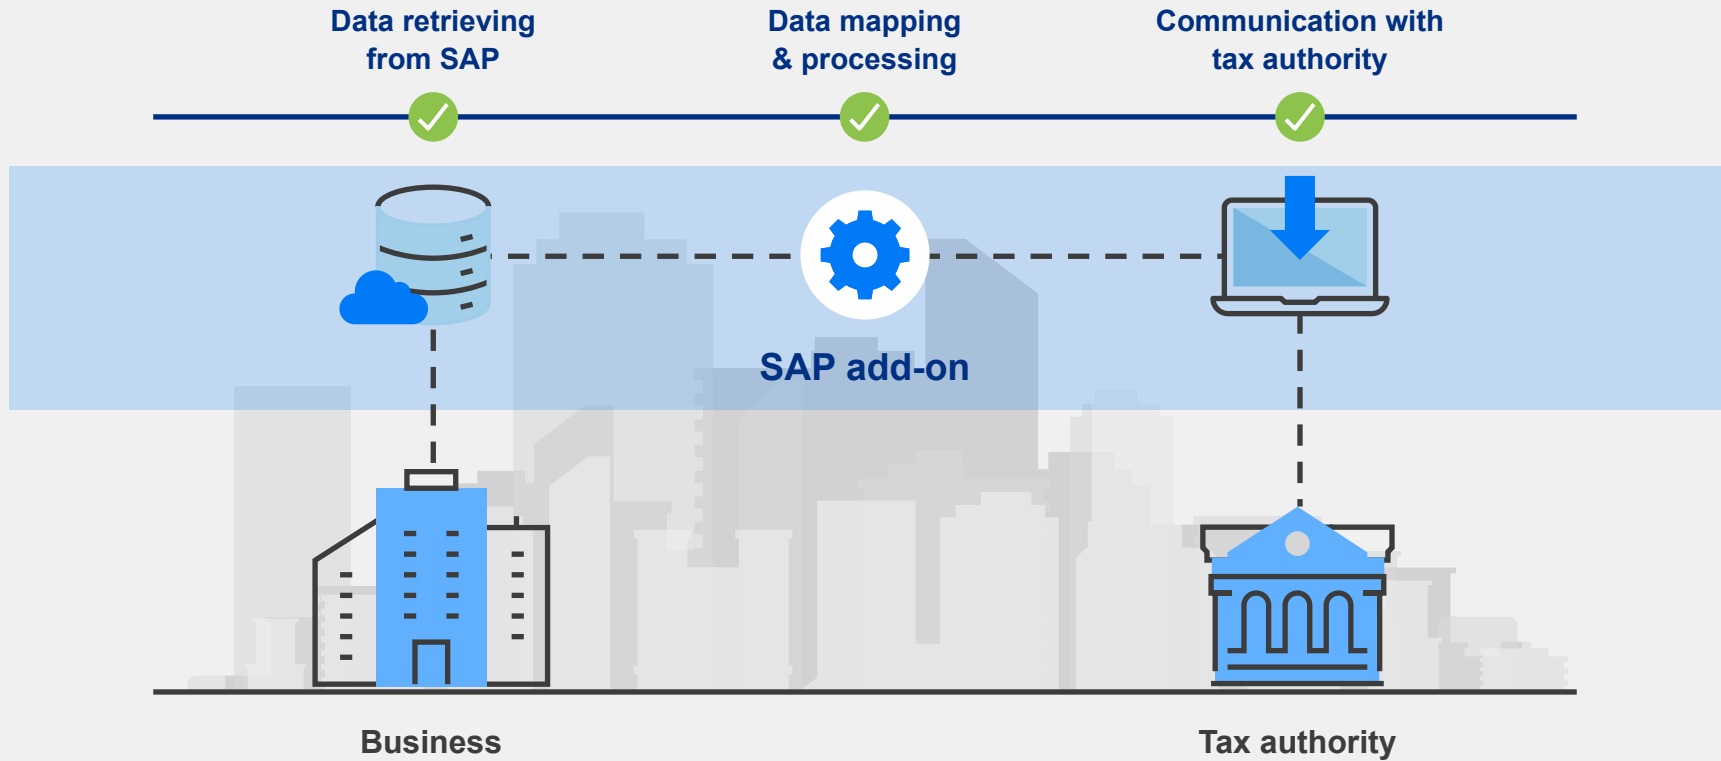 Data retrieving
from SAP
Data mapping
& processing
Communication with
tax authority
SAP add-on
Business
Tax authority